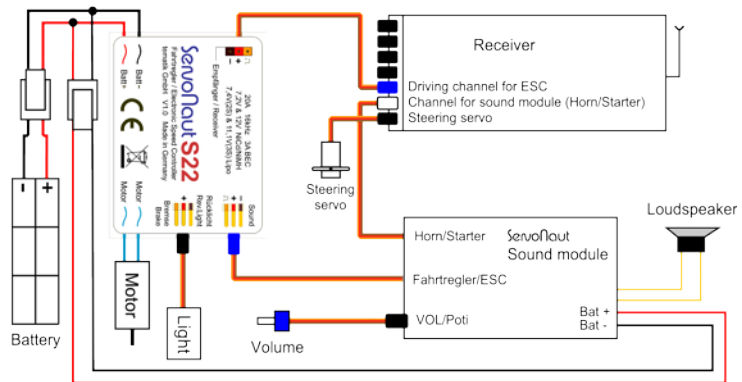 Batt+
Batt-
ServoNaut S22
Fahrtregler / Electronic Speed Controller
tematik GmbH V1.0 Made in Germany
20A 16kHz 3A BEC
7,2V & 12V NiCd/NiMH
7,4V(2S) & 11,1V(3S) Lipo
Empfänger / Receiver
- +
CE
Motor
Motor
Bremse
Brake
Rücklicht
Rev.Light
Sound
Receiver
Driving channel for ESC
Channel for sound module (Horn/Starter)
Steering servo
Steering
servo
- +
Battery
Motor
Light
Volume
Horn/Starter
ServoNaut
Sound module
Fahrtregler/ESC
VOL/Poti
Bat +
Bat -
Loudspeaker